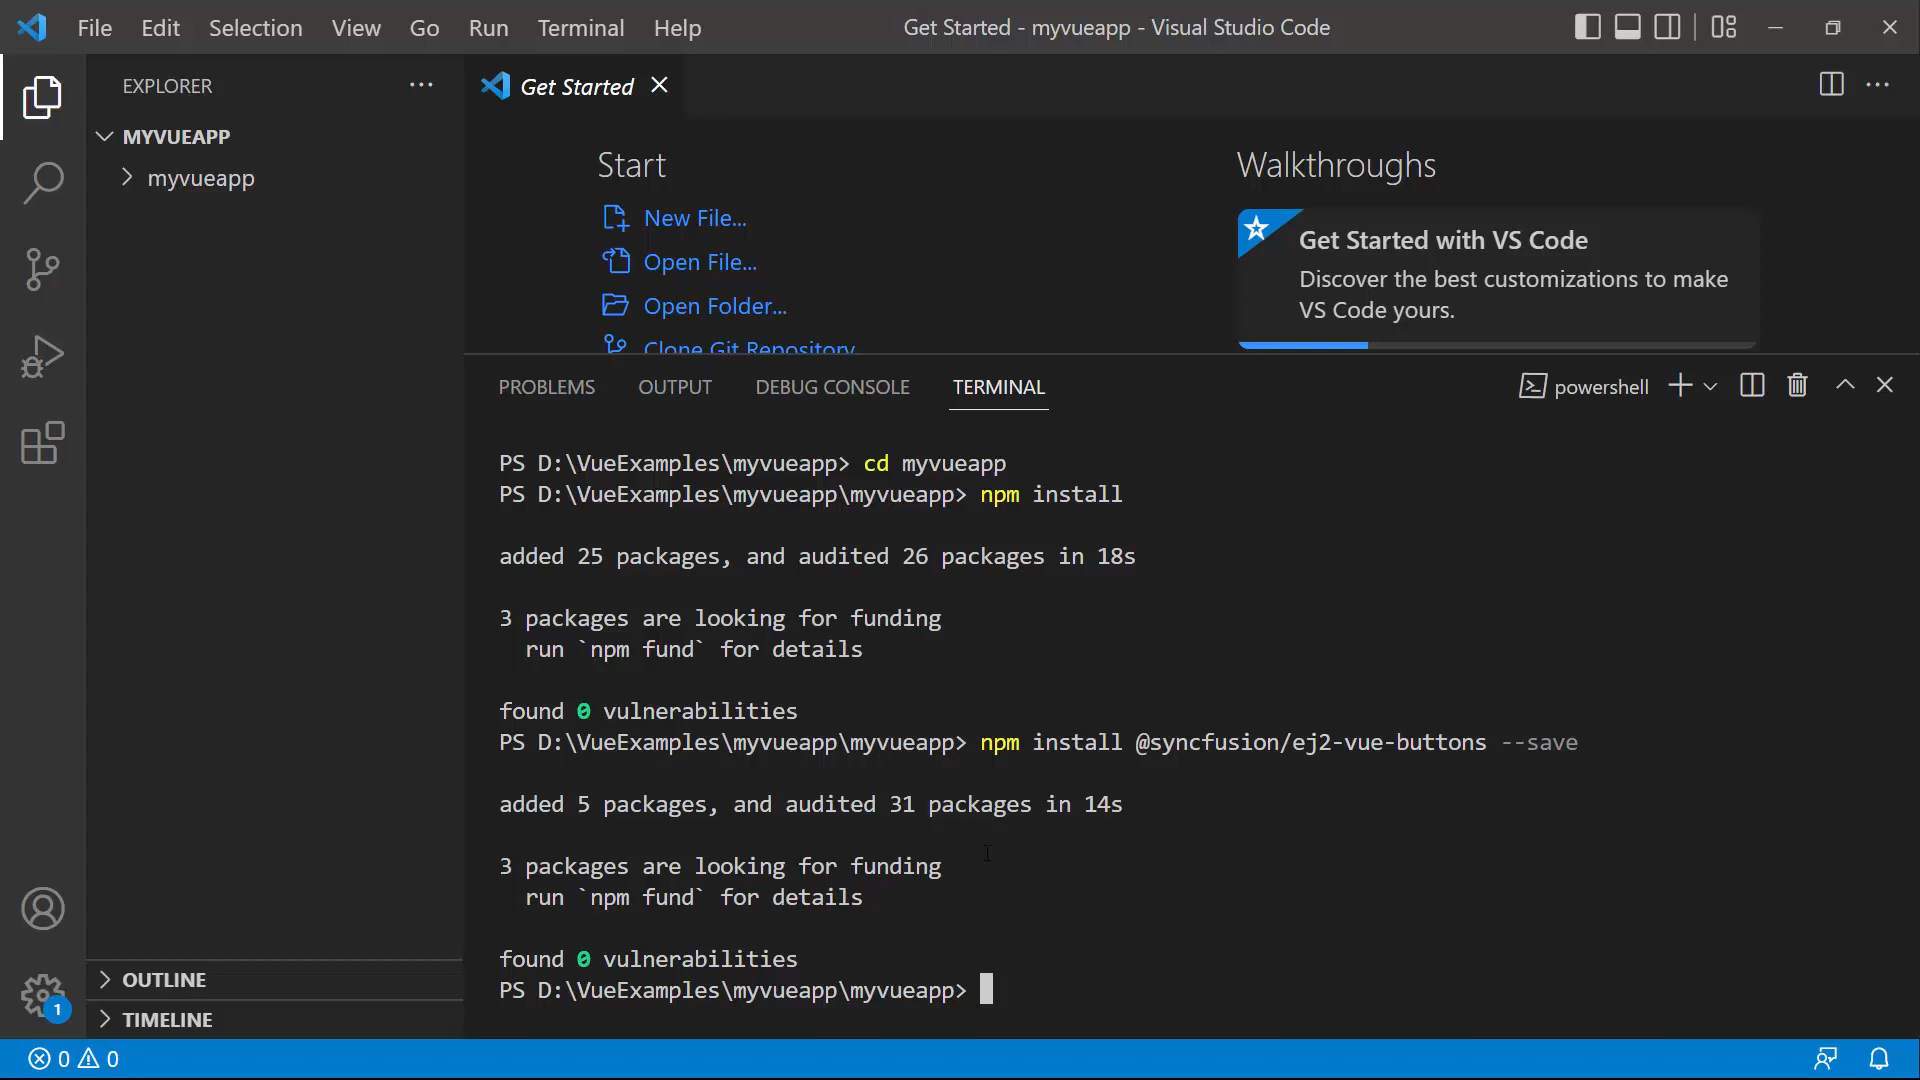 File Edit Selection View Go Run Terminal Help
Get Started - myvueapp - Visual Studio Code
EXPLORER
MYVUEAPP
myvueapp
OUTLINE
TIMELINE
Get Started
Start
New File...
Open File...
Open Folder...
Clone Git Repository
Walkthroughs
Get Started with VS Code
Discover the best customizations to make
VS Code yours.
PROBLEMS OUTPUT DEBUG CONSOLE TERMINAL
powershell
PS D:\VueExamples\myvueapp> cd myvueapp
PS D:\VueExamples\myvueapp\myvueapp> npm install
added 25 packages, and audited 26 packages in 18s
3 packages are looking for funding
run `npm fund` for details
found 0 vulnerabilities
PS D:\VueExamples\myvueapp\myvueapp> npm install @syncfusion/ej2-vue-buttons --save
added 5 packages, and audited 31 packages in 14s
3 packages are looking for funding
run `npm fund` for details
found 0 vulnerabilities
PS D:\VueExamples\myvueapp\myvueapp>
1
0 0